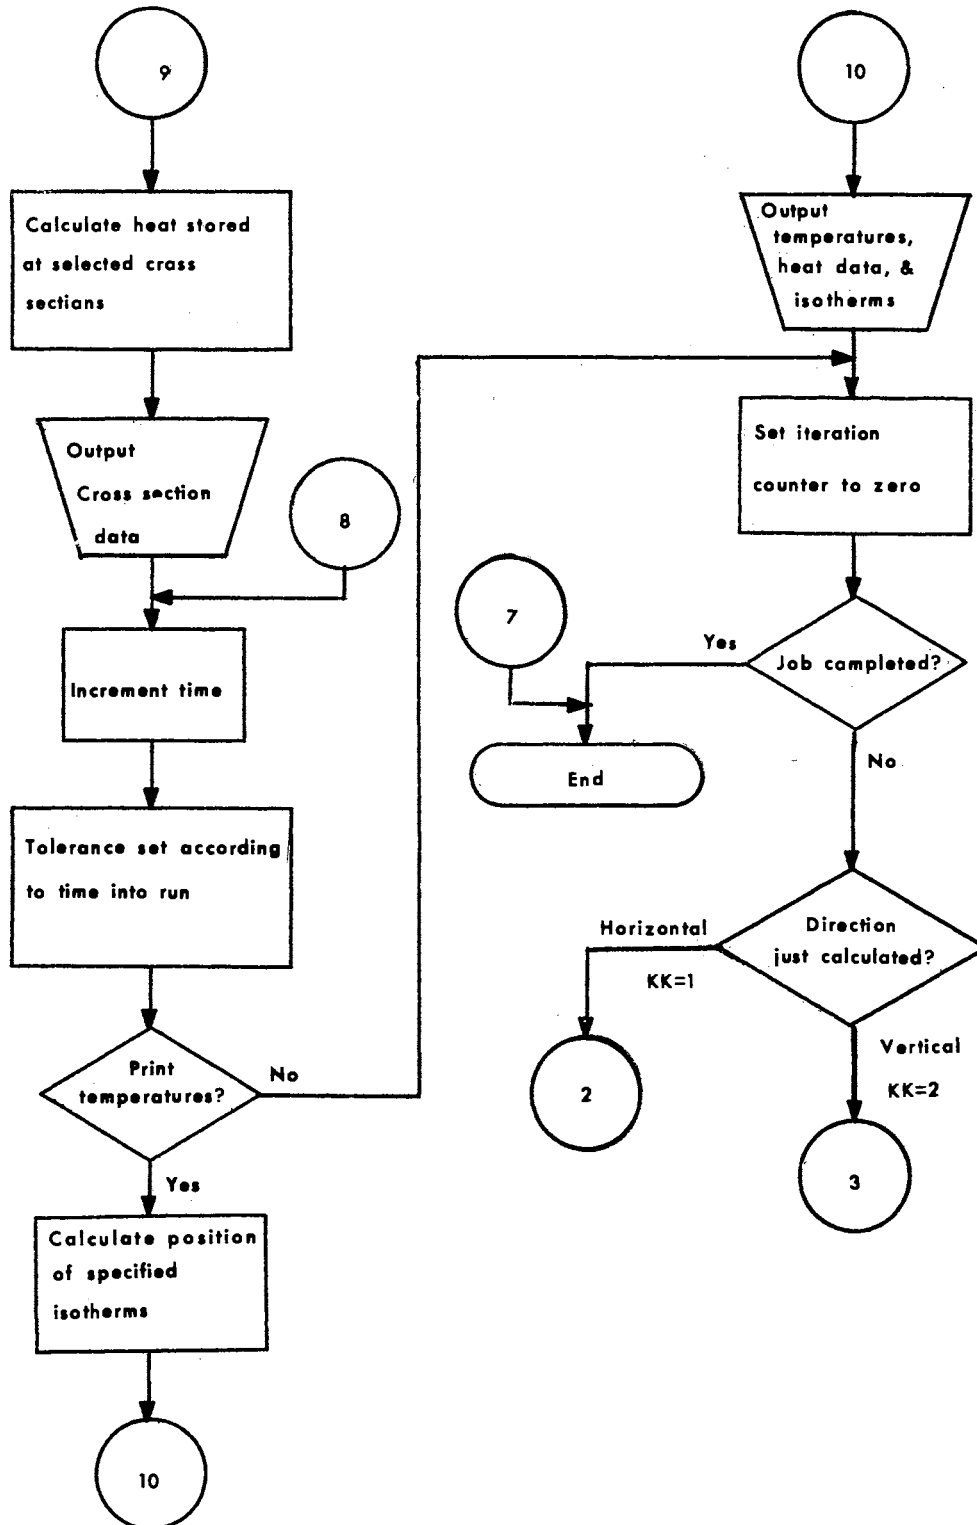 9
Calculate heat stored
at selected crass
sectians
Output
Cross section
data
8
Increment time
Tolerance set according
to time into run
Print
temperatures?
No
Yes
Calculate position
of specified
isotherms
10
10
Output
temperatures,
heat data, &
isotherms
Set iteration
counter to zero
7
Yes
Job campleted?
No
End
Direction
just calculated?
Horizontal
KK=1
Vertical
KK=2
2
3